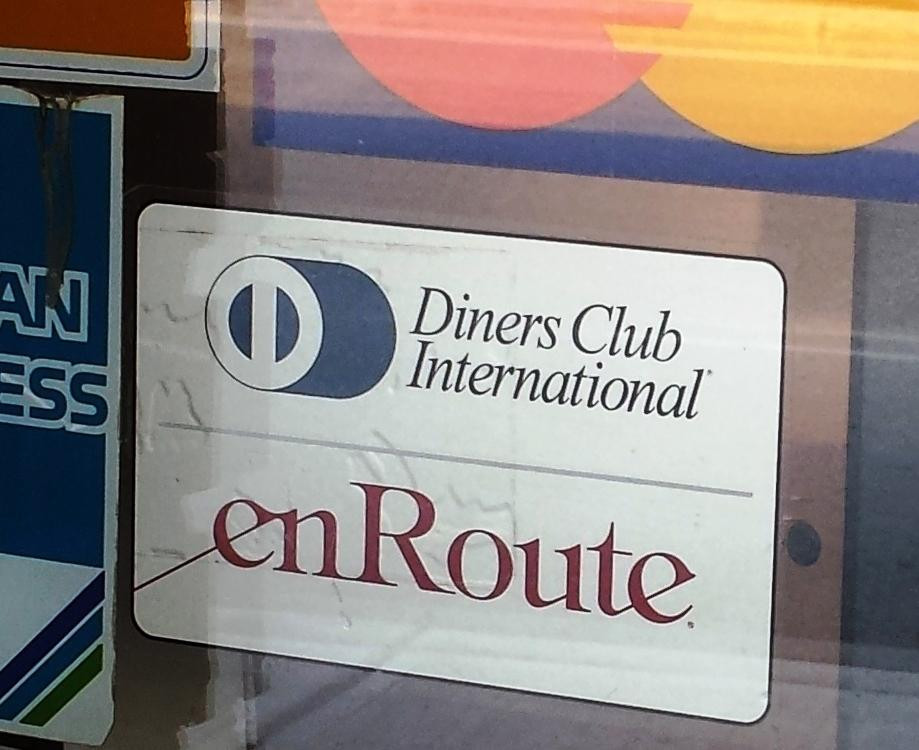 AN
ESS
Diners Club
International
enRoute